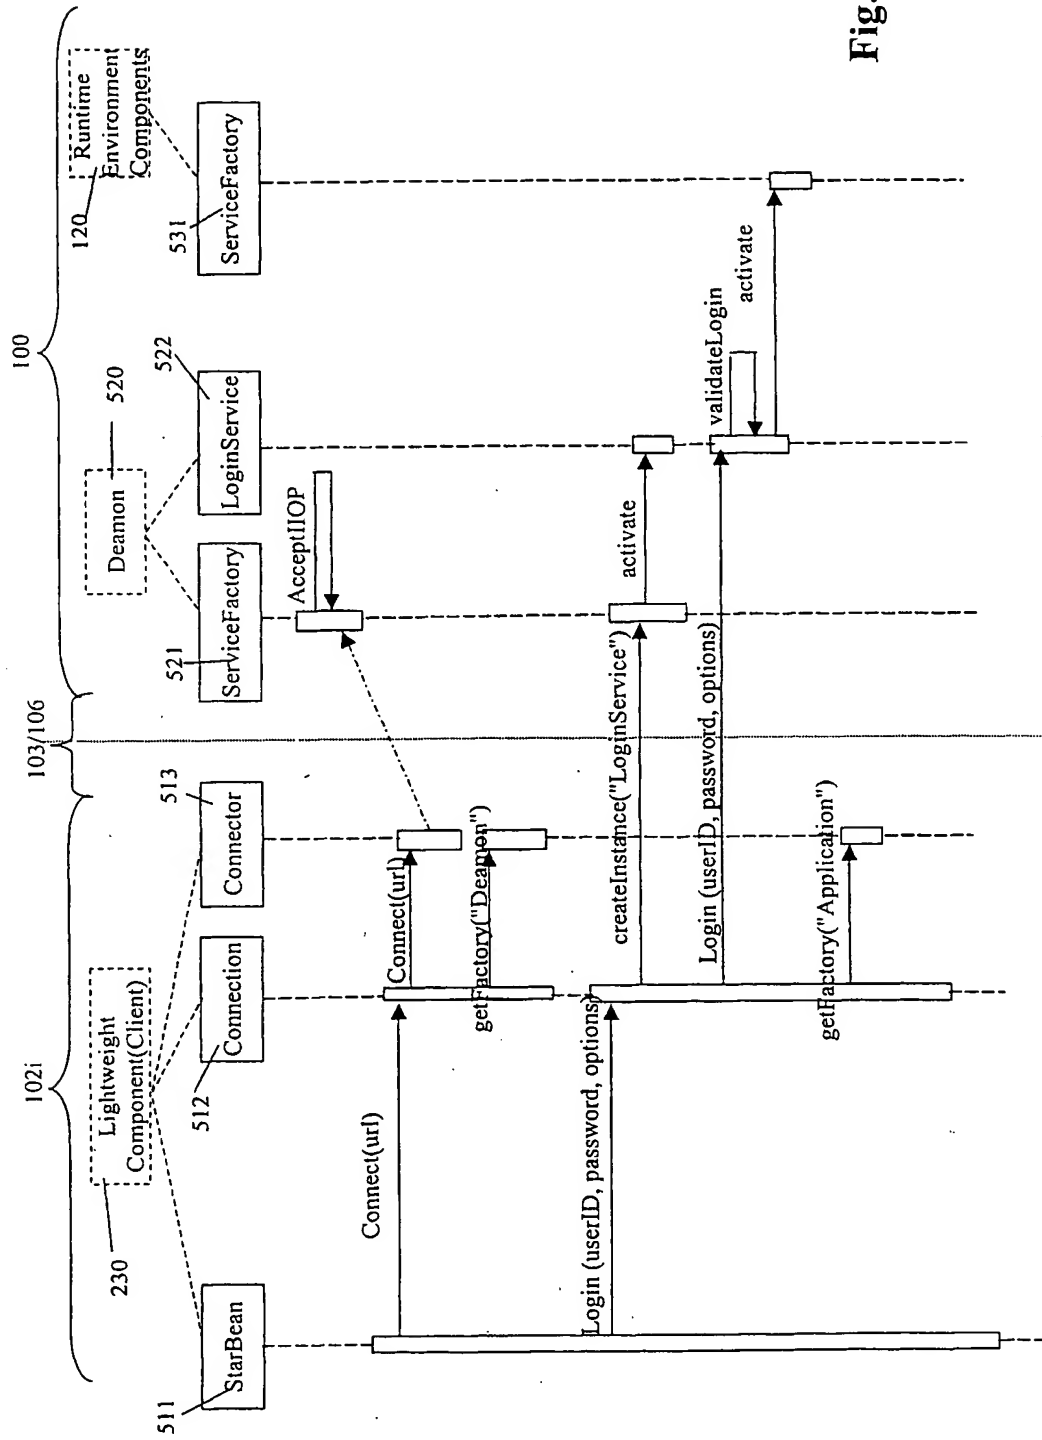 102i
103/106
100
230
Lightweight
Component(Client)
Deamon
520
120
Runtime
Environment
Components
511
StarBean
512
Connection
513
Connector
521
ServiceFactory
522
LoginService
531
ServiceFactory
AcceptIIOP
Connect(url)
Connect(url)
getFactory("Deamon")
Login (userID, password, options)
createInstance("LoginService")
activate
Login (userID, password, options)
validateLogin
activate
getFactory("Application")
Fig.